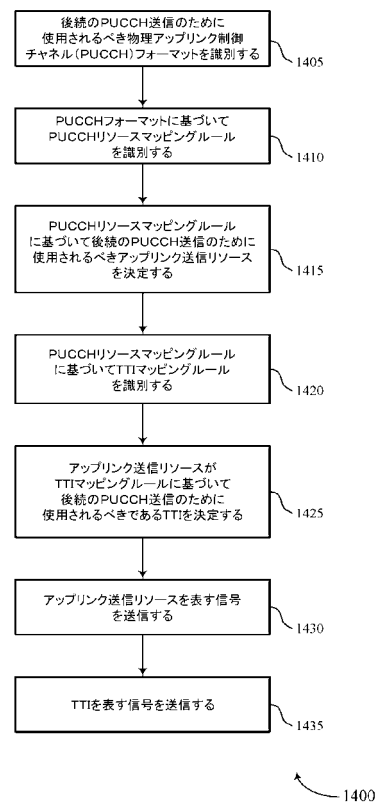 後続のPUCCH送信のために
使用されるべき物理アップリンク制御
チャネル(PUCCH)フォーマットを識別する
1405
PUCCHフォーマットに基づいて
PUCCHリソースマッピングルール
を識別する
1410
PUCCHリソースマッピングルール
に基づいて後続のPUCCH送信のために
使用されるべきアップリンク送信リソース
を決定する
1415
PUCCHリソースマッピングルール
に基づいてTTIマッピングルール
を識別する
1420
アップリンク送信リソースが
TTIマッピングルールに基づいて
後続のPUCCH送信のために
使用されるべきであるTTIを決定する
1425
アップリンク送信リソースを表す信号
を送信する
1430
TTIを表す信号を送信する
1435
1400